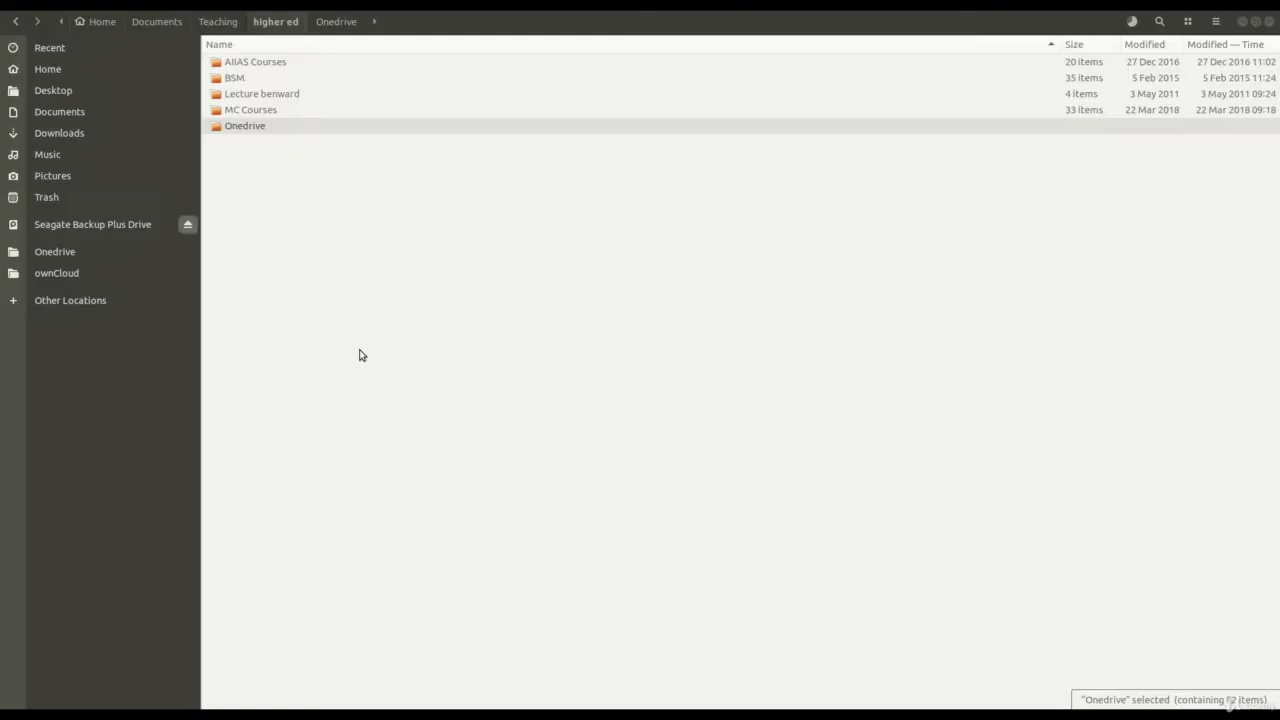 Home Documents Teaching higher ed Onedrive
Recent
Home
Desktop
Documents
Downloads
Music
Pictures
Trash
Seagate Backup Plus Drive
Onedrive
ownCloud
Other Locations
Name Size Modified Modified — Time
AIIAS Courses 20 items 27 Dec 2016 27 Dec 2016 11:02
BSM 35 items 5 Feb 2015 5 Feb 2015 11:24
Lecture benward 4 items 3 May 2011 3 May 2011 09:24
MC Courses 33 items 22 Mar 2018 22 Mar 2018 09:18
Onedrive
"Onedrive" selected (containing items)